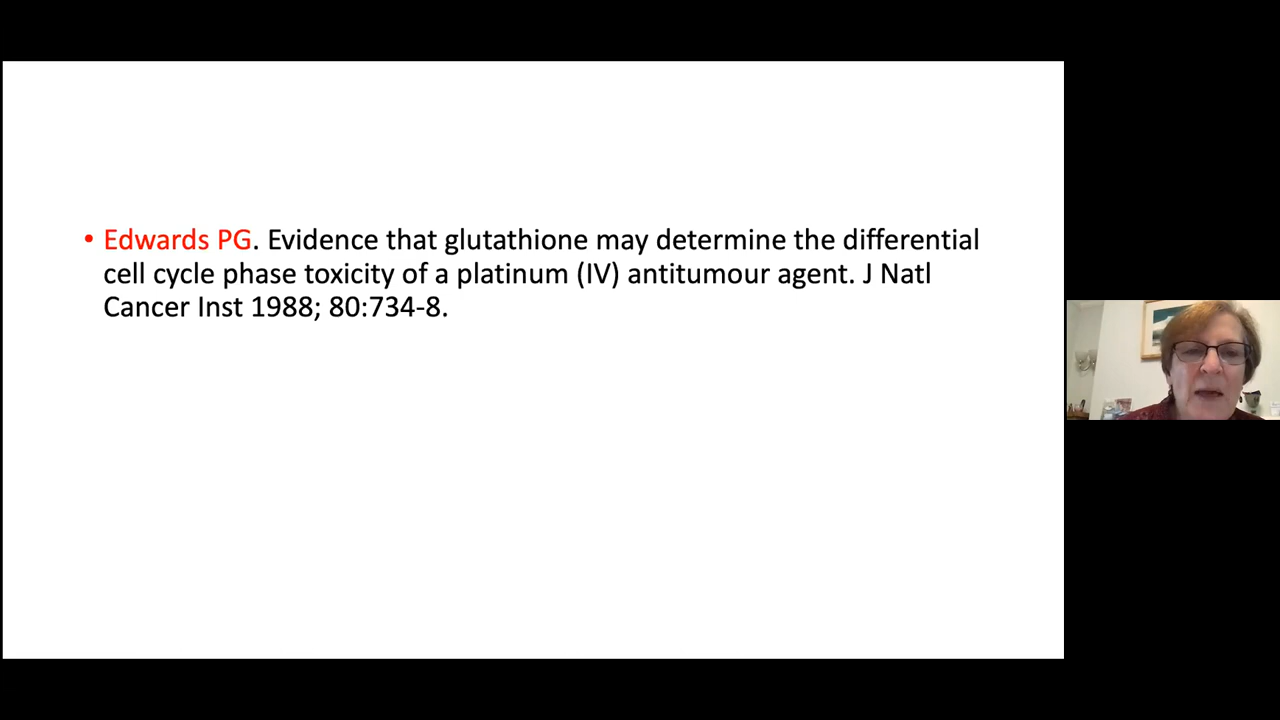 • Edwards PG. Evidence that glutathione may determine the differential
cell cycle phase toxicity of a platinum (IV) antitumour agent. J Natl
Cancer Inst 1988; 80:734-8.